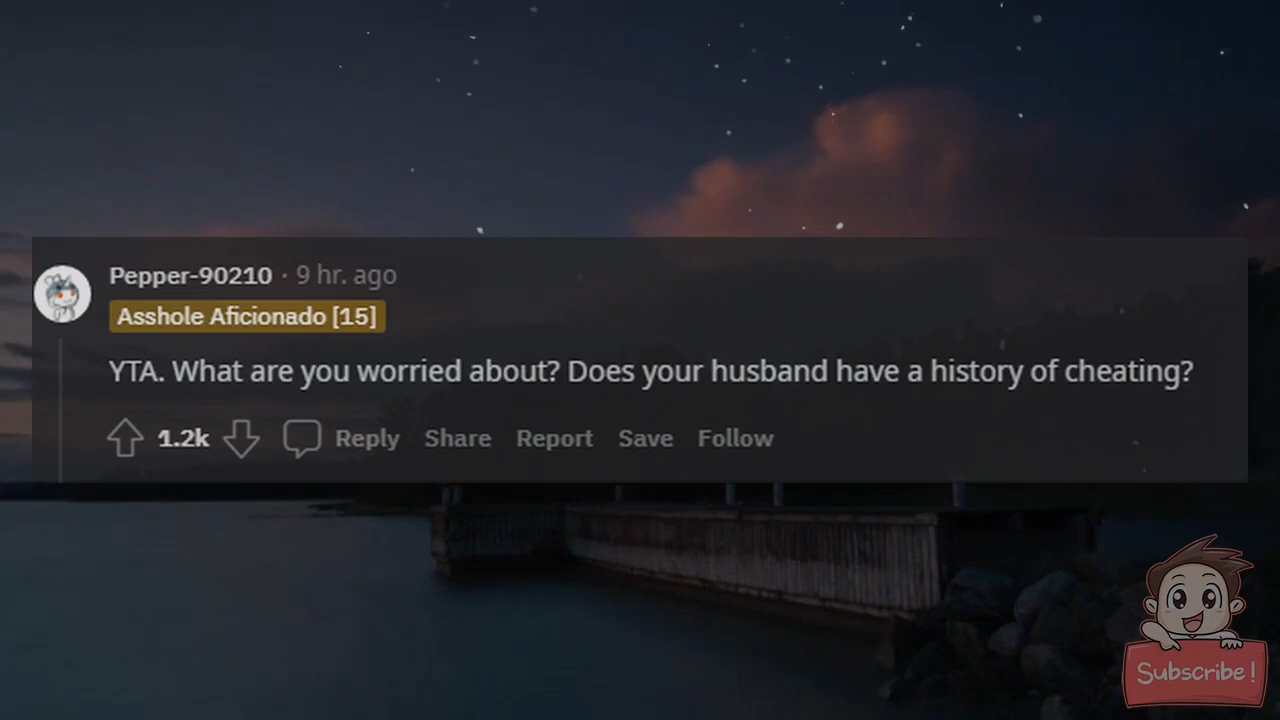 Pepper-90210 · 9 hr. ago
Asshole Aficionado [15]
YTA. What are you worried about? Does your husband have a history of cheating?
1.2k Reply Share Report Save Follow
Subscribe!